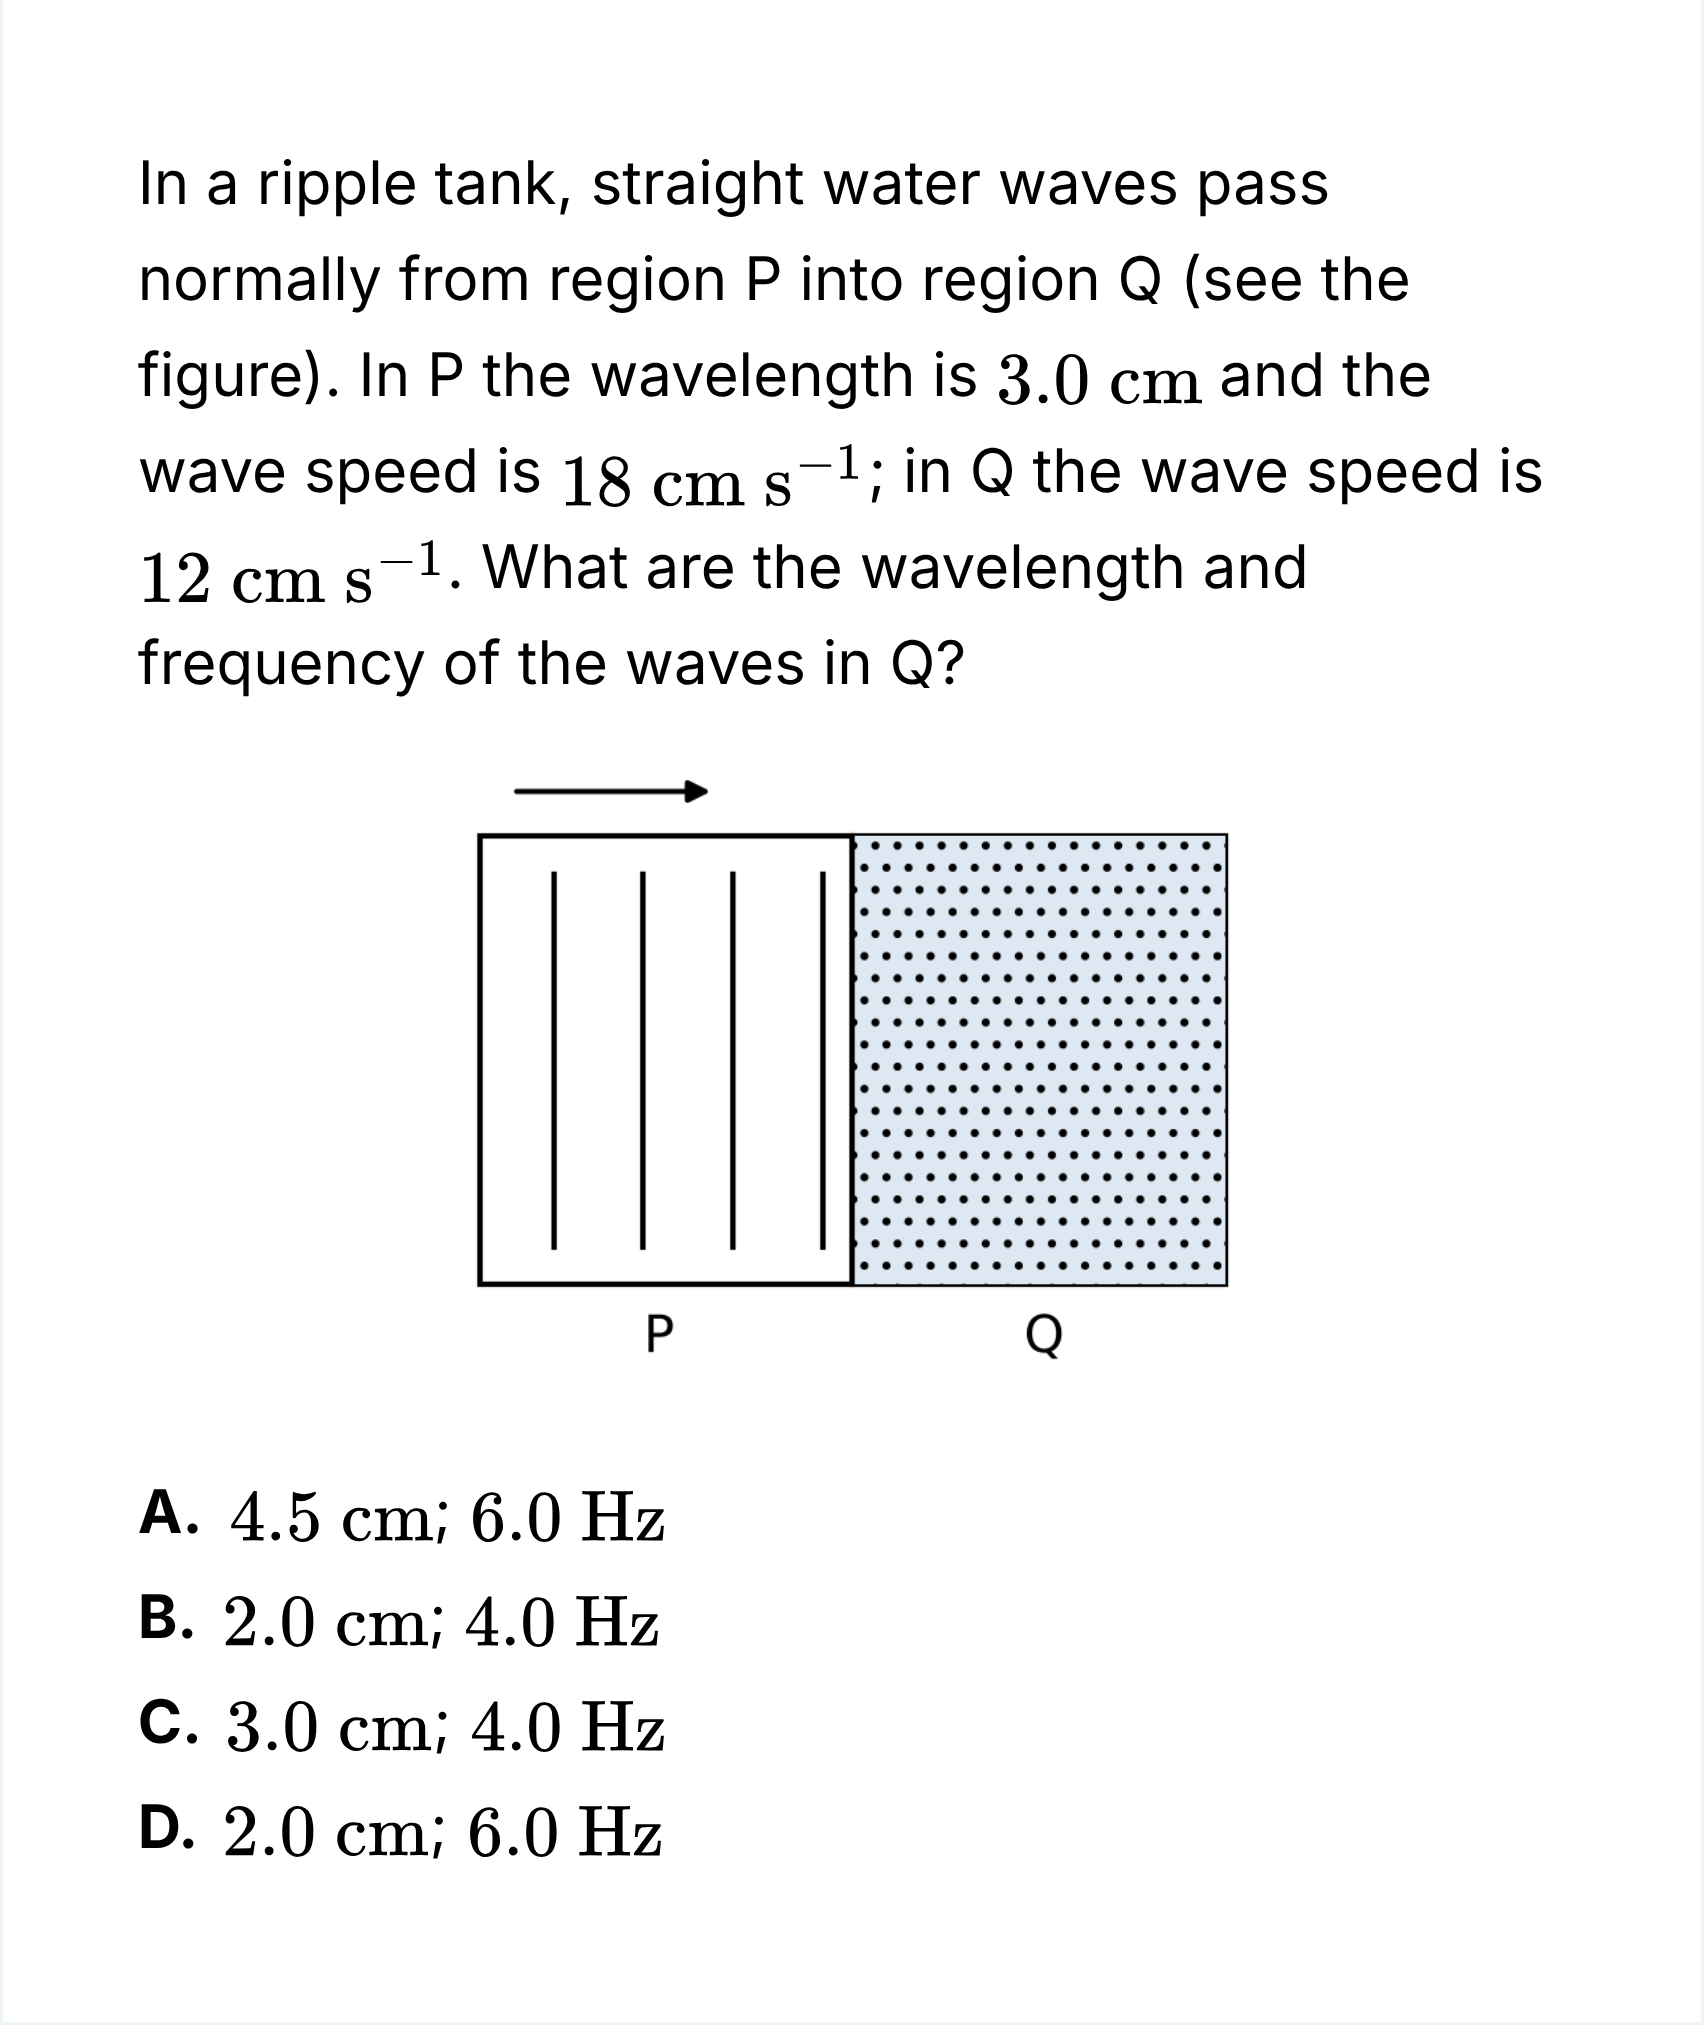 In a ripple tank, straight water waves pass
normally from region P into region Q (see the
figure). In P the wavelength is 3.0 cm and the
wave speed is 18 cm s⁻¹; in Q the wave speed is
12 cm s⁻¹. What are the wavelength and
frequency of the waves in Q?
P Q
A. 4.5 cm; 6.0 Hz
B. 2.0 cm; 4.0 Hz
C. 3.0 cm; 4.0 Hz
D. 2.0 cm; 6.0 Hz